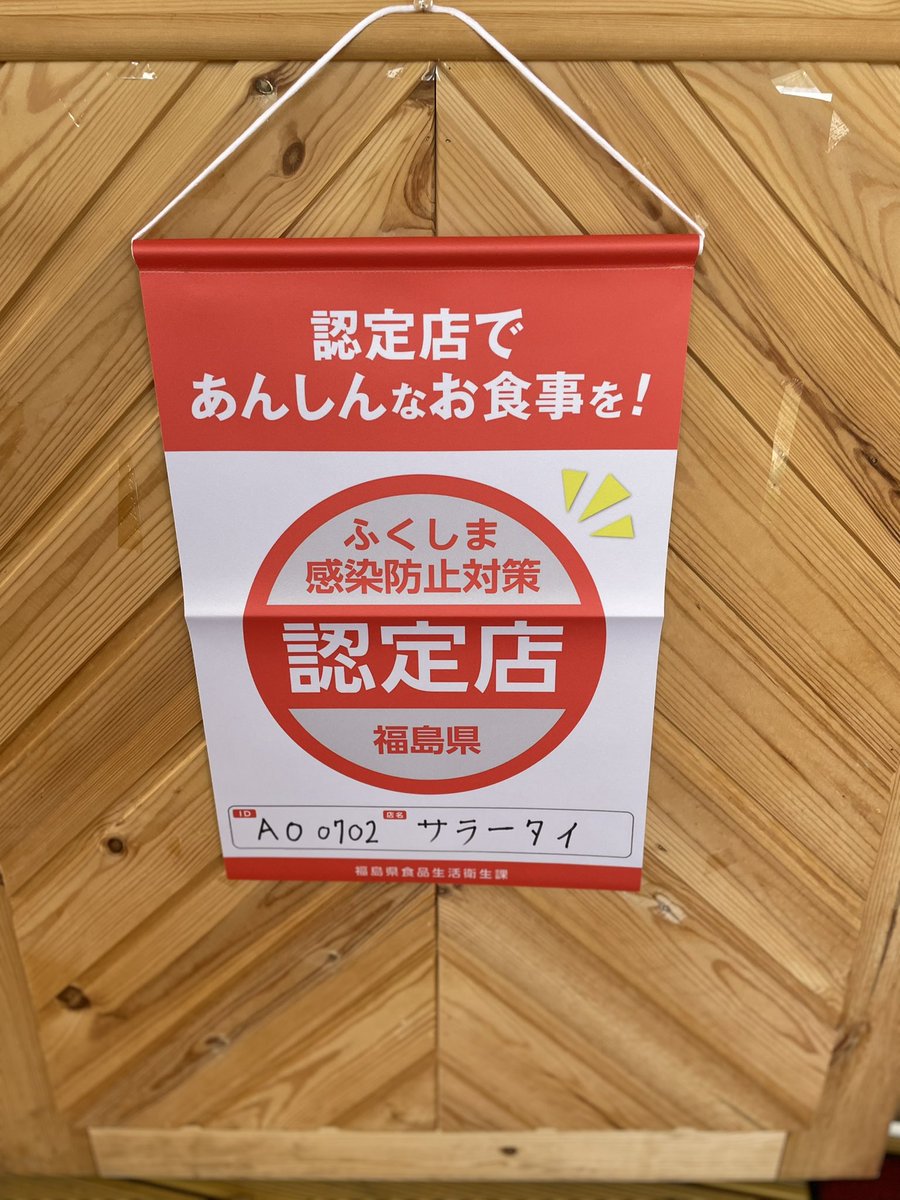 認定店で
あんしんなお食事を!
ふくしま
感染防止対策
認定店
福島県
ID A00702 店名 サラータイ
福島県食品生活衛生課